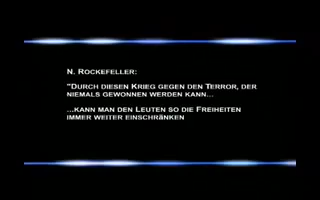 N. ROCKEFELLER:
"DURCH DIESEN KRIEG GEGEN DEN TERROR, DER
NIEMALS GEWONNEN WERDEN KANN...
...KANN MAN DEN LEUTEN SO DIE FREIHEITEN
IMMER WEITER EINSCHRÄNKEN